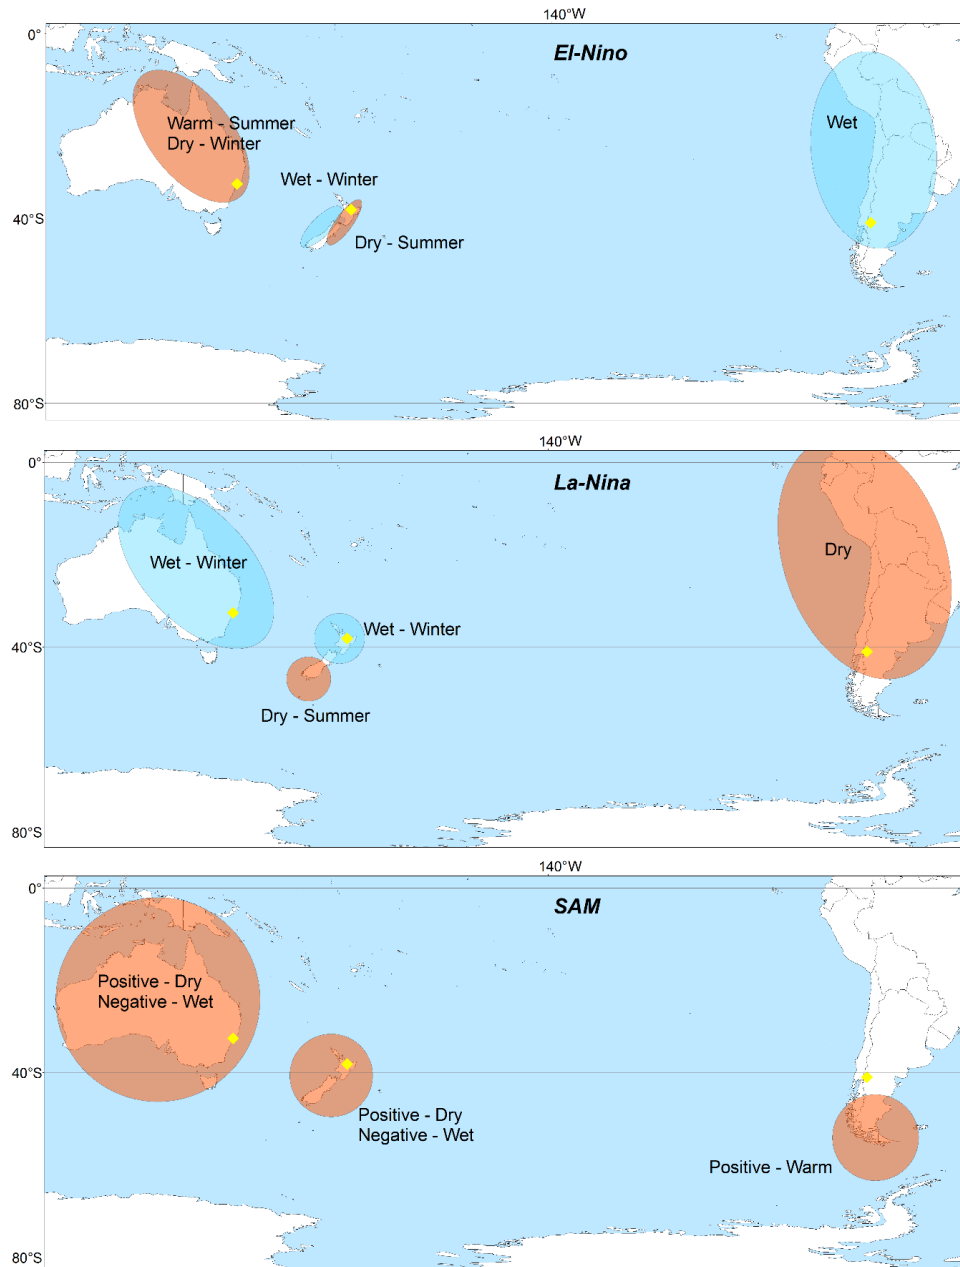 140°W
0°
El-Nino
Warm - Summer
Dry - Winter
Wet
Wet - Winter
40°S
Dry - Summer
80°S
140°W
0°
La-Nina
Wet - Winter
Dry
Wet - Winter
40°S
Dry - Summer
80°S
140°W
0°
SAM
Positive - Dry
Negative - Wet
40°S
Positive - Dry
Negative - Wet
Positive - Warm
80°S